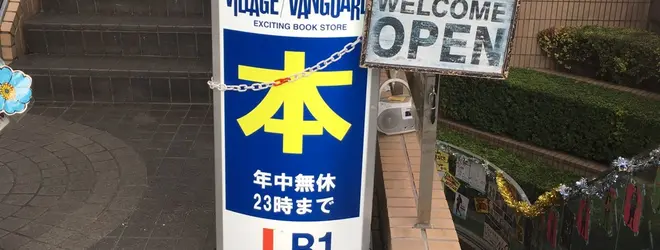 VILLAGE/VANGUARD
EXCITING BOOK STORE
本
年中無休
23時まで
B1
WELCOME
OPEN